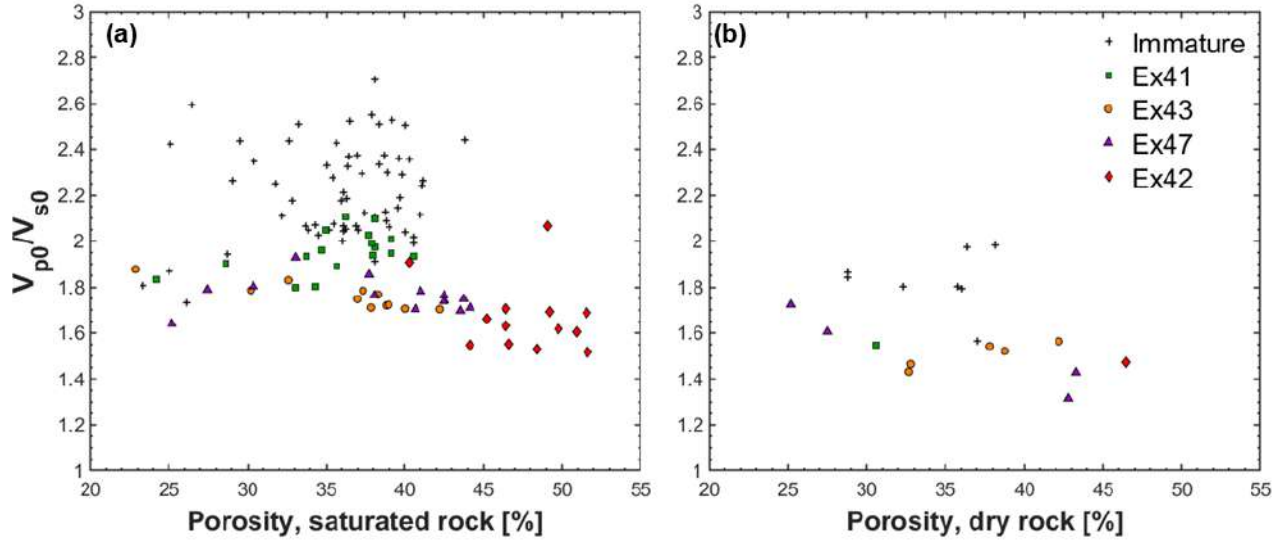 (a)
3
2.8
2.6
2.4
2.2
2
1.8
1.6
1.4
1.2
1
V_p0/V_s0
20 25 30 35 40 45 50 55
Porosity, saturated rock [%]
(b)
3
2.8
2.6
2.4
2.2
2
1.8
1.6
1.4
1.2
1
Immature
Ex41
Ex43
Ex47
Ex42
20 25 30 35 40 45 50 55
Porosity, dry rock [%]